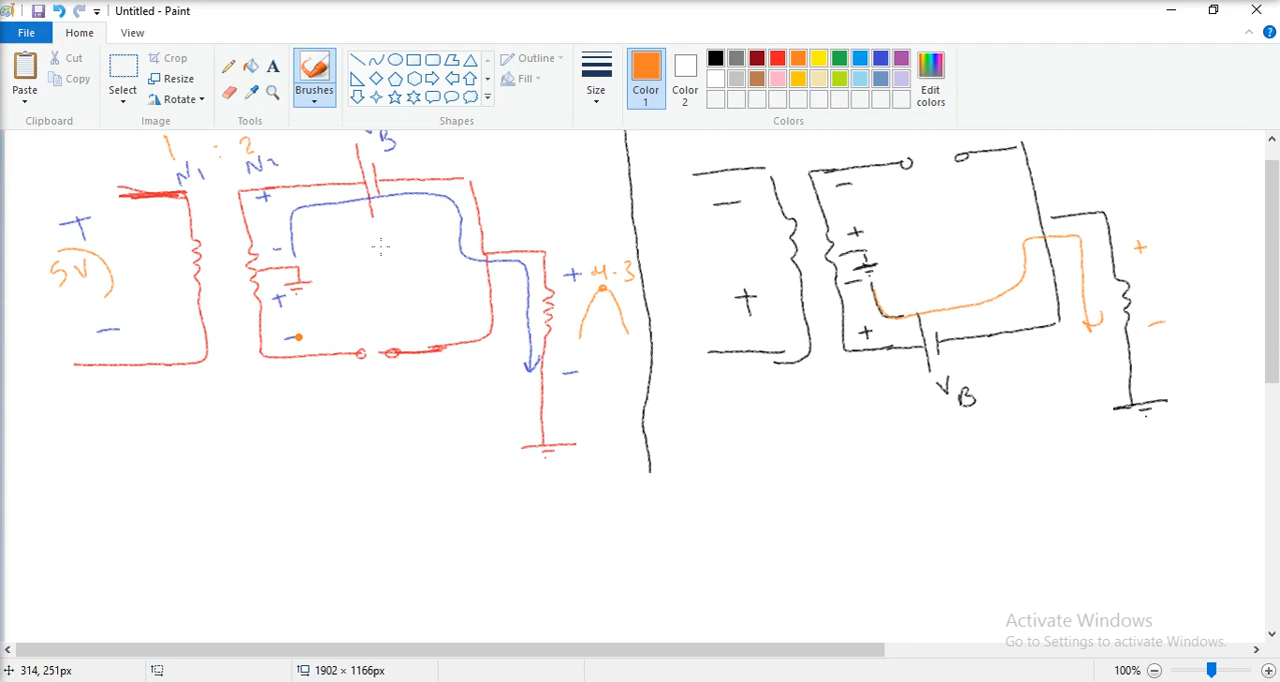 Untitled - Paint
File
Home
View
Paste
Cut
Copy
Clipboard
Select
Crop
Resize
Rotate
Image
A
Tools
Brushes
Outline
Fill
Shapes
Size
Color 1
Color 2
Edit colors
Colors
1 : 2
N1 N2
VB
+
5V
-
+
-
+
-
+
4.3
-
-
+
-
+
+
VB
+
-
Activate Windows
Go to Settings to activate Windows.
314, 251px
1902 × 1166px
100%